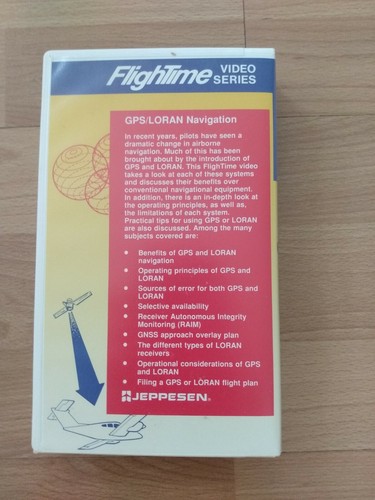 FlighTime VIDEO
SERIES
GPS/LORAN Navigation
In recent years, pilots have seen a
dramatic change in airborne
navigation. Much of this has been
brought about by the introduction of
GPS and LORAN. This FlighTime video
takes a look at each of these systems
and discusses their benefits over
conventional navigational equipment.
In addition, there is an in-depth look at
the operating principles, as well as,
the limitations of each system.
Practical tips for using GPS or LORAN
are also discussed. Among the many
subjects covered are:
• Benefits of GPS and LORAN
navigation
• Operating principles of GPS and
LORAN
• Sources of error for both GPS and
LORAN
• Selective availability
• Receiver Autonomous Integrity
Monitoring (RAIM)
• GNSS approach overlay plan
• The different types of LORAN
receivers
• Operational considerations of GPS
and LORAN
• Filing a GPS or LORAN flight plan
JEPPESEN®